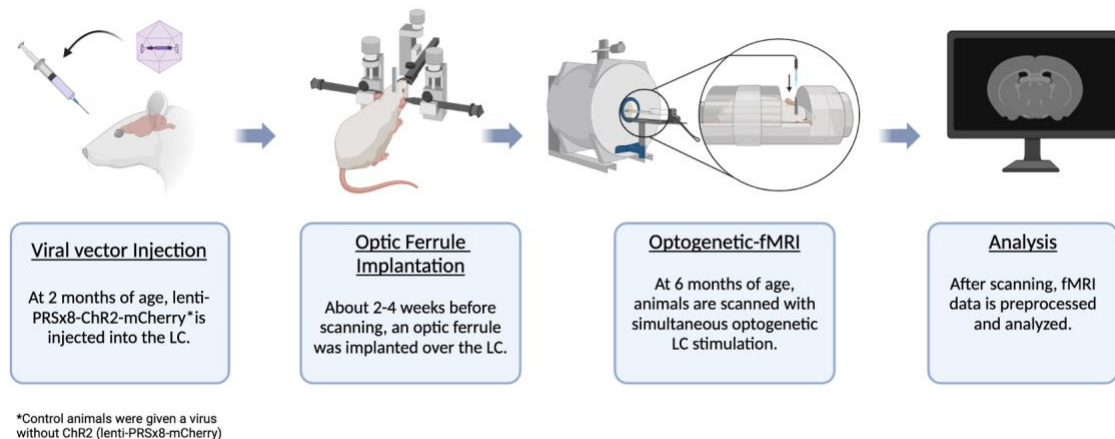 Viral vector Injection
At 2 months of age, lenti-
PRSx8-ChR2-mCherry*is
injected into the LC.
Optic Ferrule
Implantation
About 2-4 weeks before
scanning, an optic ferrule
was implanted over the LC.
Optogenetic-fMRI
At 6 months of age,
animals are scanned with
simultaneous optogenetic
LC stimulation.
Analysis
After scanning, fMRI
data is preprocessed
and analyzed.
*Control animals were given a virus
without ChR2 (lenti-PRSx8-mCherry)